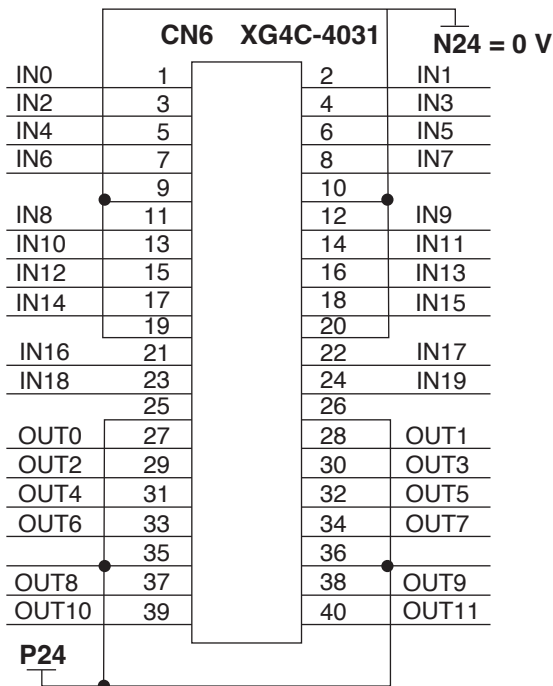 CN6 XG4C-4031
N24 = 0 V
IN0 1 2 IN1
IN2 3 4 IN3
IN4 5 6 IN5
IN6 7 8 IN7
9 10
IN8 11 12 IN9
IN10 13 14 IN11
IN12 15 16 IN13
IN14 17 18 IN15
19 20
IN16 21 22 IN17
IN18 23 24 IN19
25 26
OUT0 27 28 OUT1
OUT2 29 30 OUT3
OUT4 31 32 OUT5
OUT6 33 34 OUT7
35 36
OUT8 37 38 OUT9
OUT10 39 40 OUT11
P24